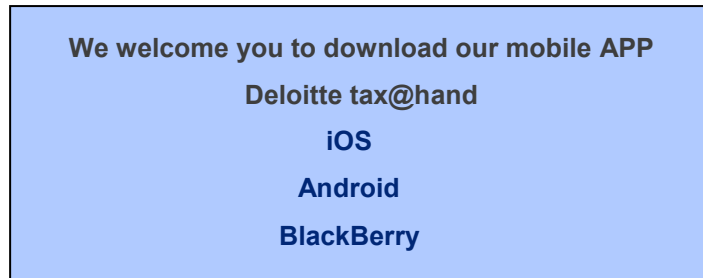 We welcome you to download our mobile APP
Deloitte tax@hand
iOS
Android
BlackBerry